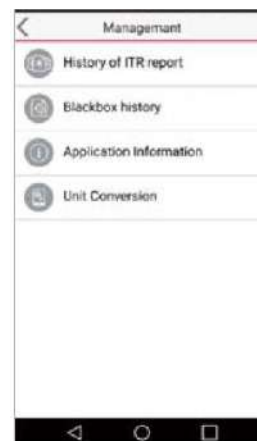 Managemant
History of ITR report
Blackbox history
Application Information
Unit Conversion